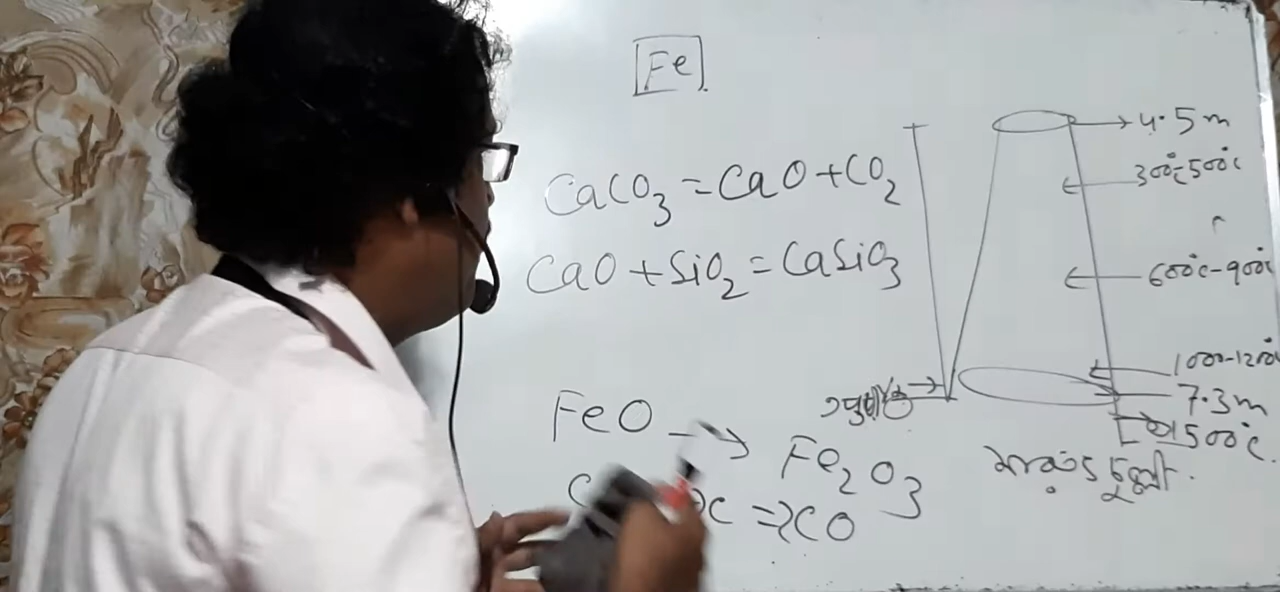 Fe
CaCO₃ = CaO + CO₂
CaO + SiO₂ = CaSiO₃
FeO → Fe₂O₃
C = 2CO
4.5 m
300°c-500°c
600°c-900°c
1000-1200°c
7.3 m
1500°c
মারুত চুল্লী.